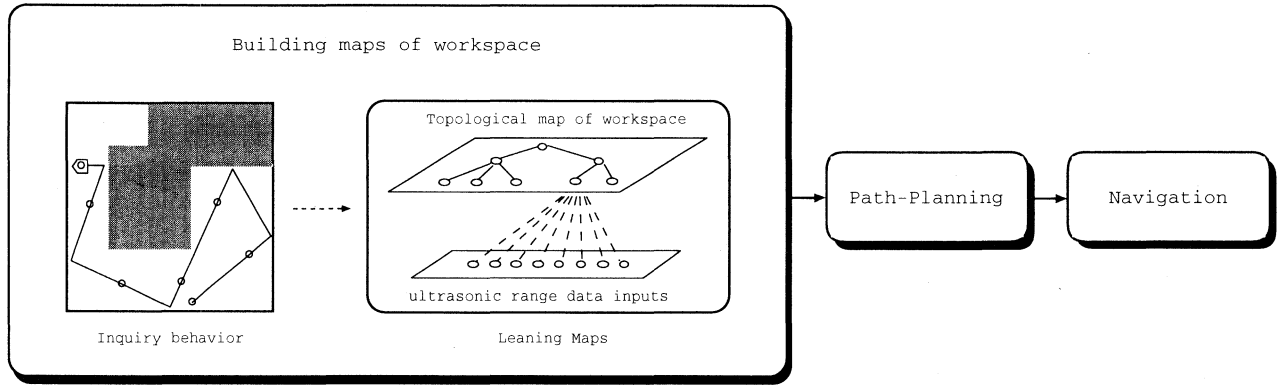 Building maps of workspace
Topological map of workspace
ultrasonic range data inputs
Inquiry behavior
Leaning Maps
Path-Planning
Navigation